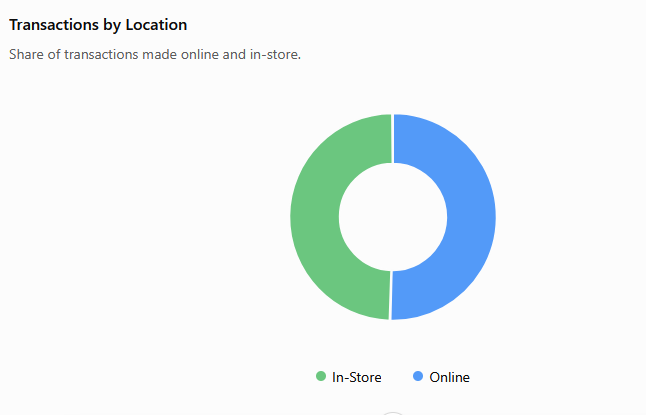 Transactions by Location
Share of transactions made online and in-store.
In-Store
Online